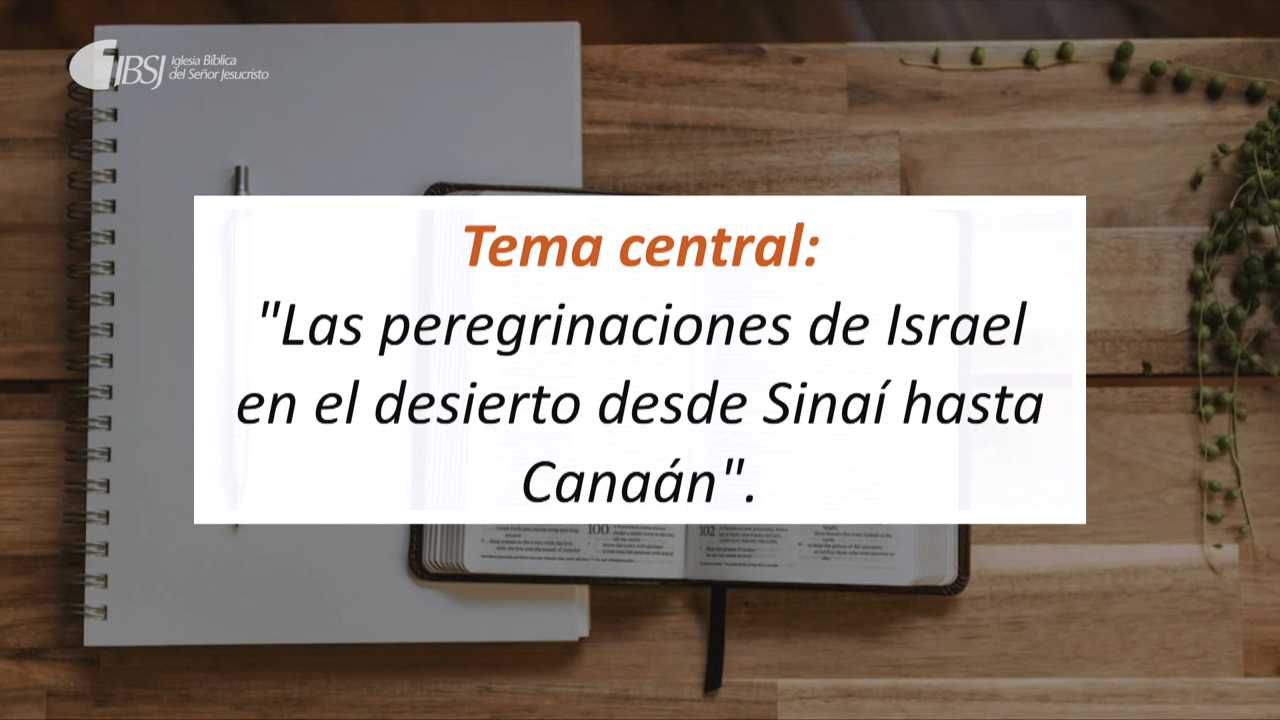 IBSJ
Iglesia Bíblica
del Señor Jesucristo
Tema central:
"Las peregrinaciones de Israel
en el desierto desde Sinaí hasta
Canaán".
100
102